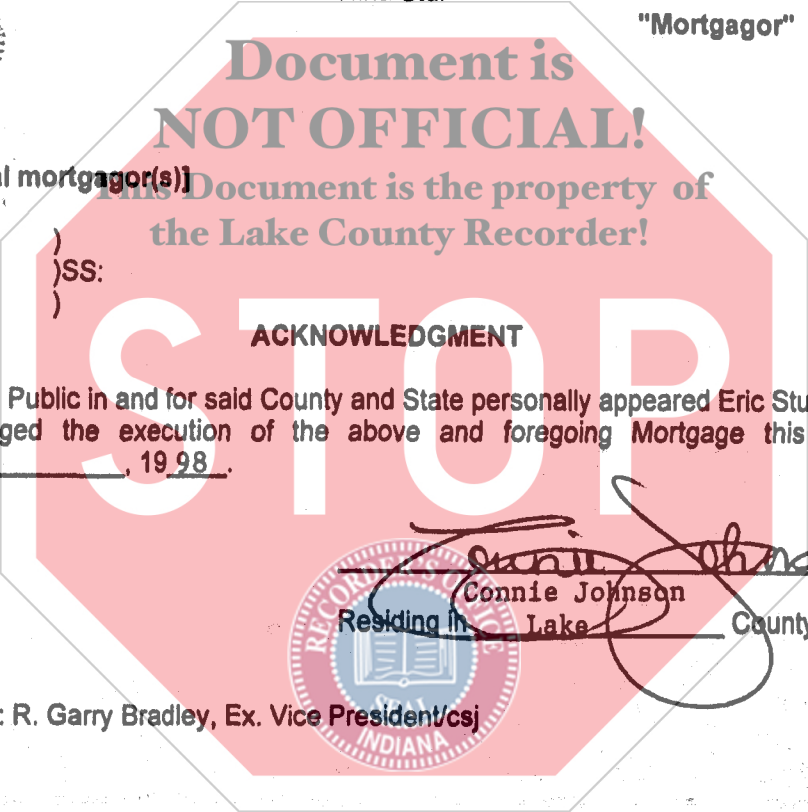 "Mortgagor"
Document is
NOT OFFICIAL!
l mortgagor(s)]
This Document is the property of
the Lake County Recorder!
)
)SS:
)
STOP
ACKNOWLEDGMENT
Public in and for said County and State personally appeared Eric Stu
ged the execution of the above and foregoing Mortgage this
, 19 98 .
Connie Johns
Connie Johnson
Residing in Lake County
RECORDER'S OFFICE
SEAL
INDIANA
: R. Garry Bradley, Ex. Vice President/csj